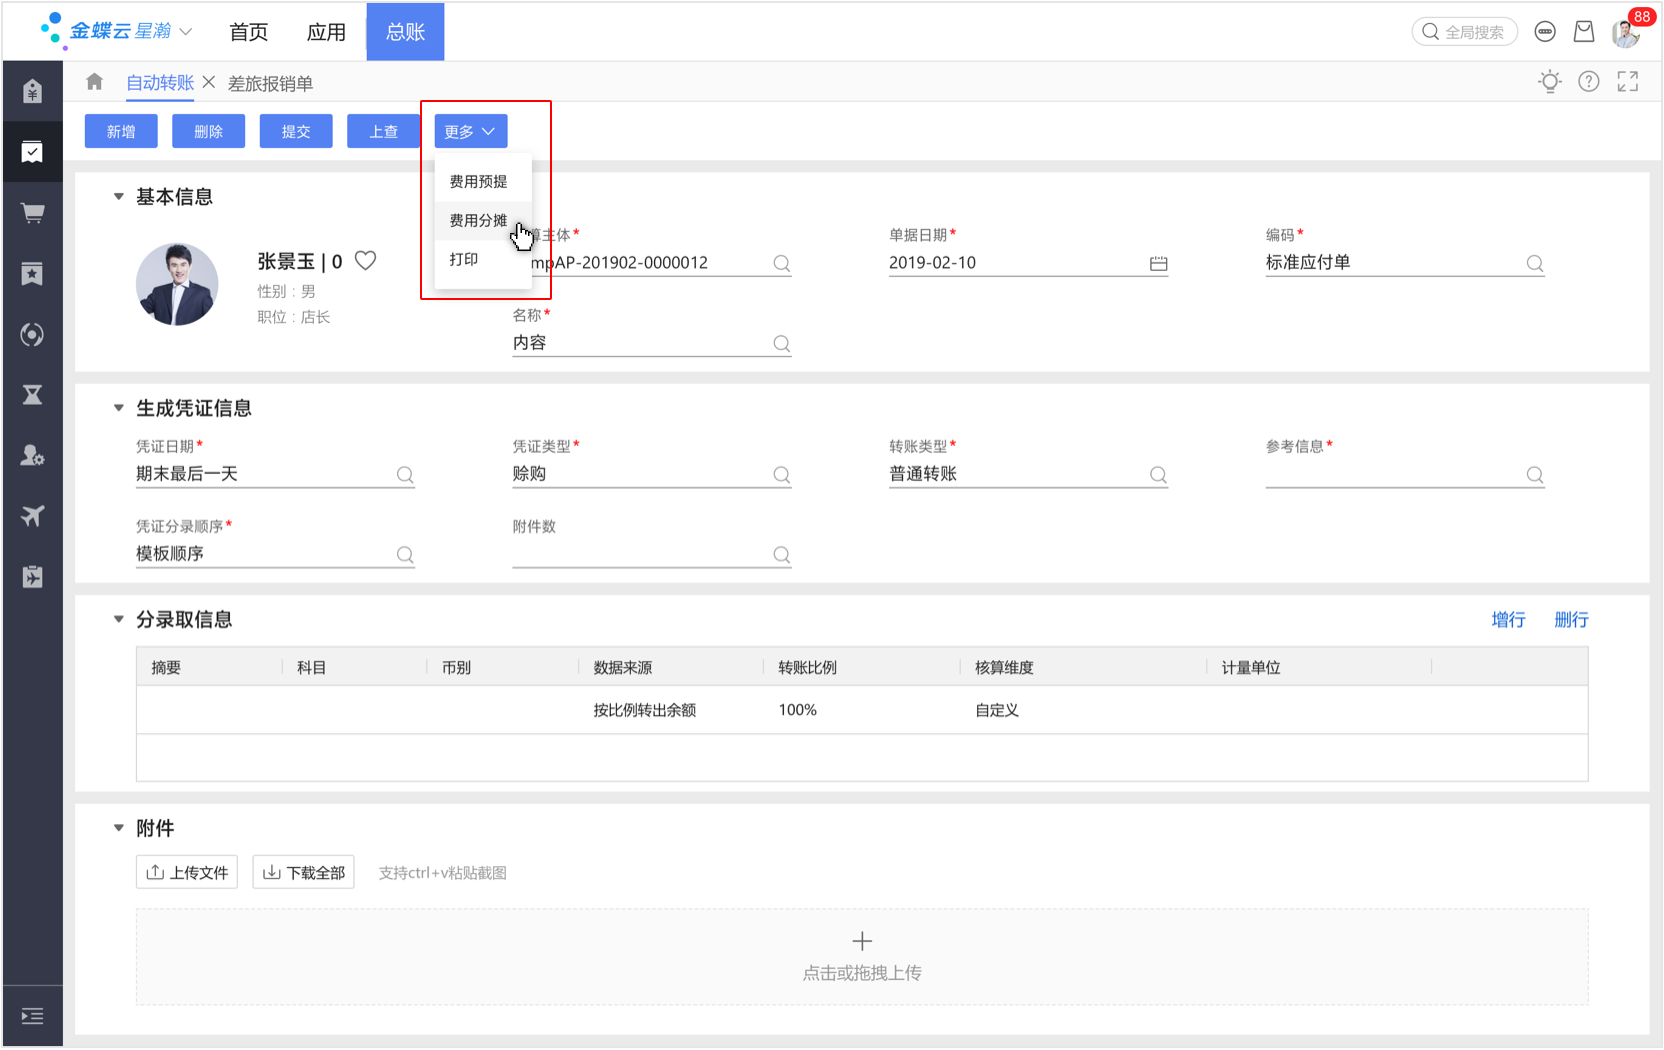 金蝶云 星瀚 首页 应用 总账 全局搜索 88
自动转账 差旅报销单
新增 删除 提交 上查 更多
费用预提
费用分摊
打印
基本信息
张景玉 | 0
性别：男
职位：店长
算主体* 单据日期* 编码*
mpAP-201902-0000012 2019-02-10 标准应付单
名称*
内容
生成凭证信息
凭证日期* 凭证类型* 转账类型* 参考信息*
期末最后一天 赊购 普通转账
凭证分录顺序* 附件数
模板顺序
分录取信息 增行 删行
摘要 科目 币别 数据来源 转账比例 核算维度 计量单位
按比例转出余额 100% 自定义
附件
上传文件 下载全部 支持ctrl+v粘贴截图
点击或拖拽上传